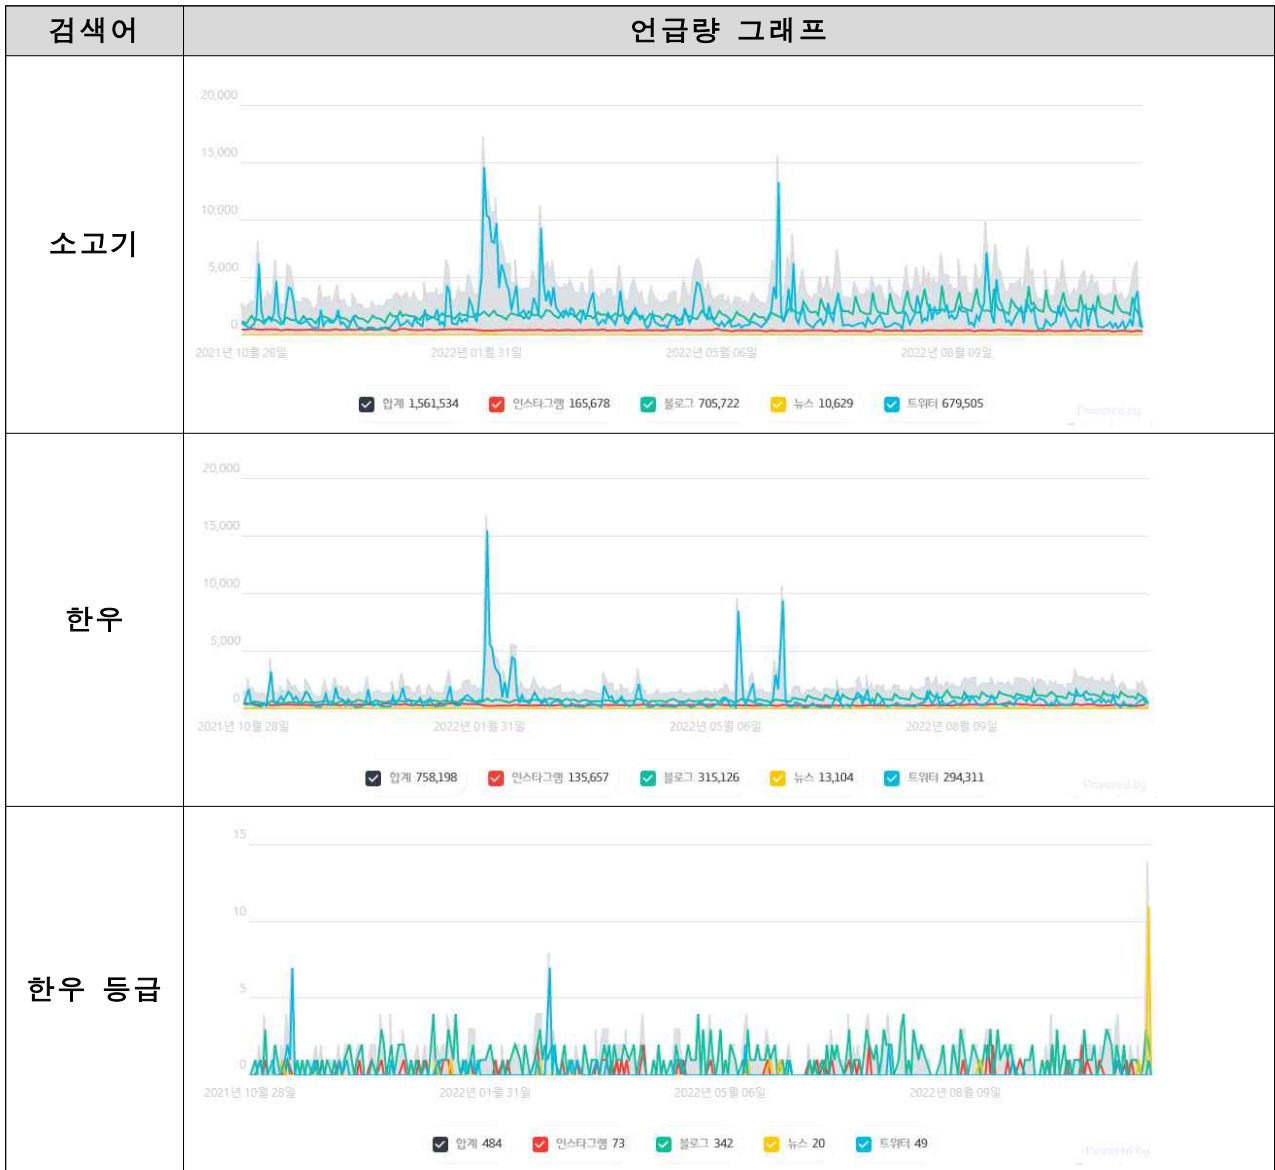 검색어 언급량 그래프
소고기
20,000
15,000
10,000
5,000
0
2021년 10월 28일 2022년 01월 31일 2022년 05월 06일 2022년 08월 09일
합계 1,561,534 인스타그램 165,678 블로그 705,722 뉴스 10,629 트위터 679,505
Powered by
한우
20,000
15,000
10,000
5,000
0
2021년 10월 28일 2022년 01월 31일 2022년 05월 06일 2022년 08월 09일
합계 758,198 인스타그램 135,657 블로그 315,126 뉴스 13,104 트위터 294,311
Powered by
한우 등급
15
10
5
0
2021년 10월 28일 2022년 01월 31일 2022년 05월 06일 2022년 08월 09일
합계 484 인스타그램 73 블로그 342 뉴스 20 트위터 49
Powered by